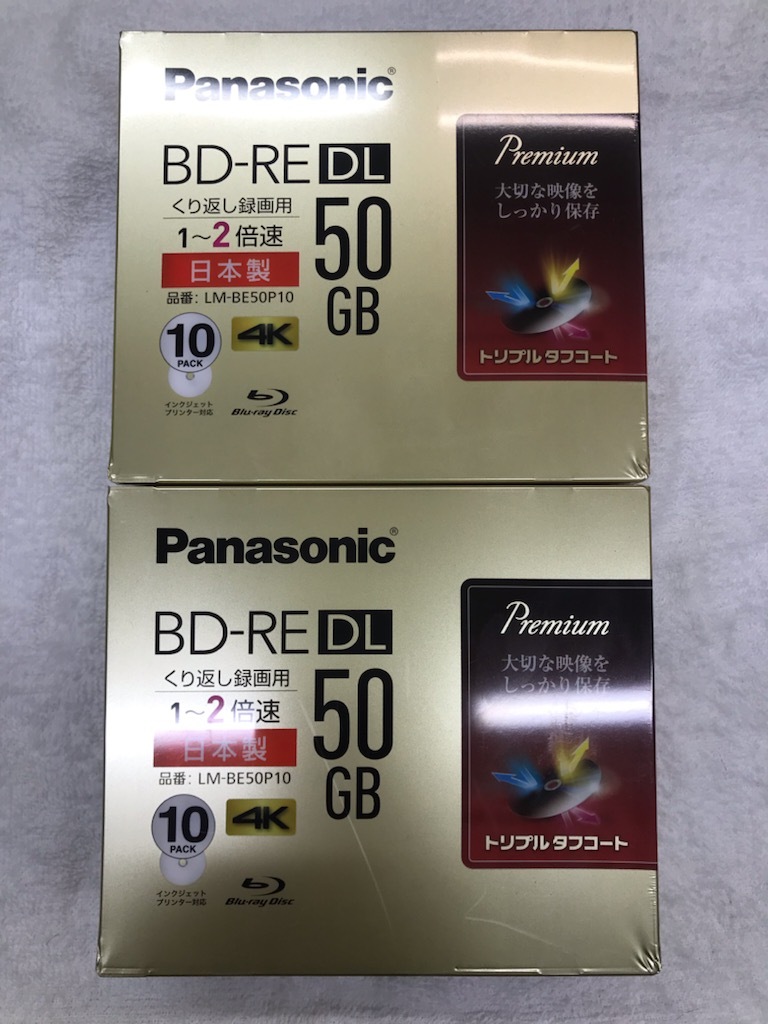 Panasonic®
BD-RE DL
くり返し録画用
1～2倍速
50
GB
日本製
品番: LM-BE50P10
10
PACK
4K
インクジェット
プリンター対応
Blu-ray Disc
Premium
大切な映像を
しっかり保存
トリプル タフコート
Panasonic®
BD-RE DL
くり返し録画用
1～2倍速
50
GB
日本製
品番: LM-BE50P10
10
PACK
4K
インクジェット
プリンター対応
Blu-ray Disc
Premium
大切な映像を
しっかり保存
トリプル タフコート